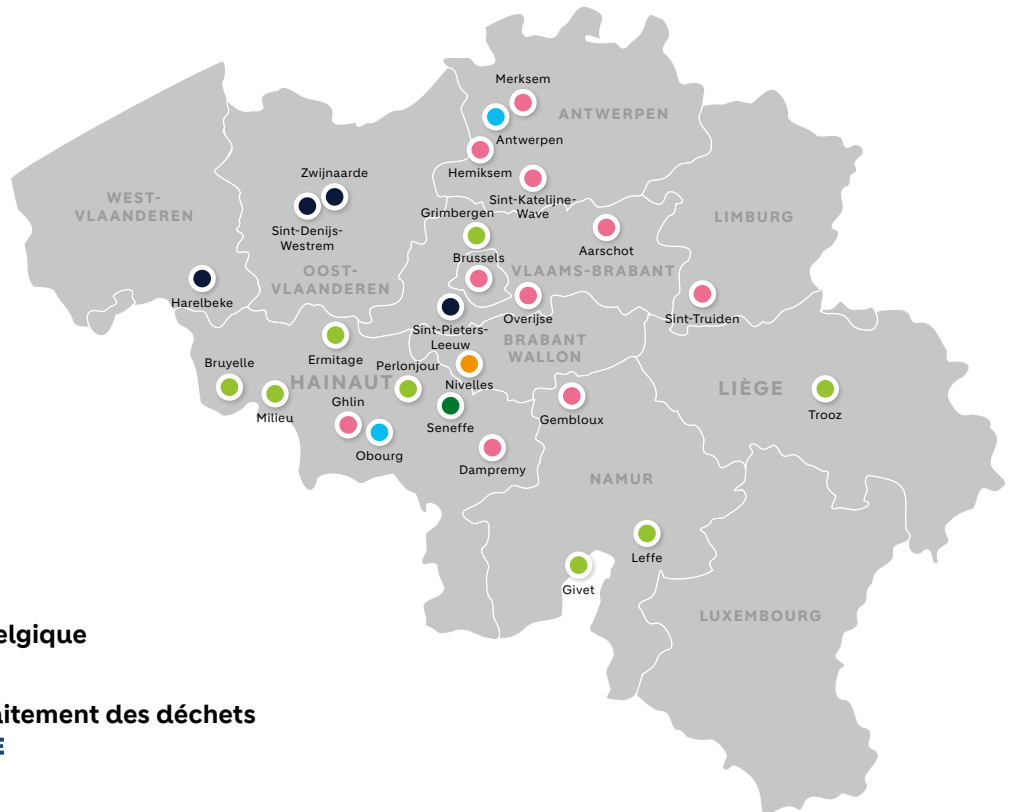 Merksem
ANTWERPEN
Antwerpen
Hemiksem
Zwijnaarde
WEST-
VLAANDEREN
Sint-Katelijne-
Wave
Grimbergen
LIMBURG
Sint-Denijs-
Westrem
Aarschot
Brussels
VLAAMS-BRABANT
OOST-
VLAANDEREN
Harelbeke
Overijse
Sint-Truiden
Sint-Pieters-
Leeuw
BRABANT
WALLON
Ermitage
Bruyelle
Perlonjour
HAINAUT
Nivelles
LIÈGE
Ghlin
Milieu
Seneffe
Gembloux
Trooz
Obourg
Dampremy
NAMUR
Leffe
Givet
LUXEMBOURG
elgique
aitement des déchets
E